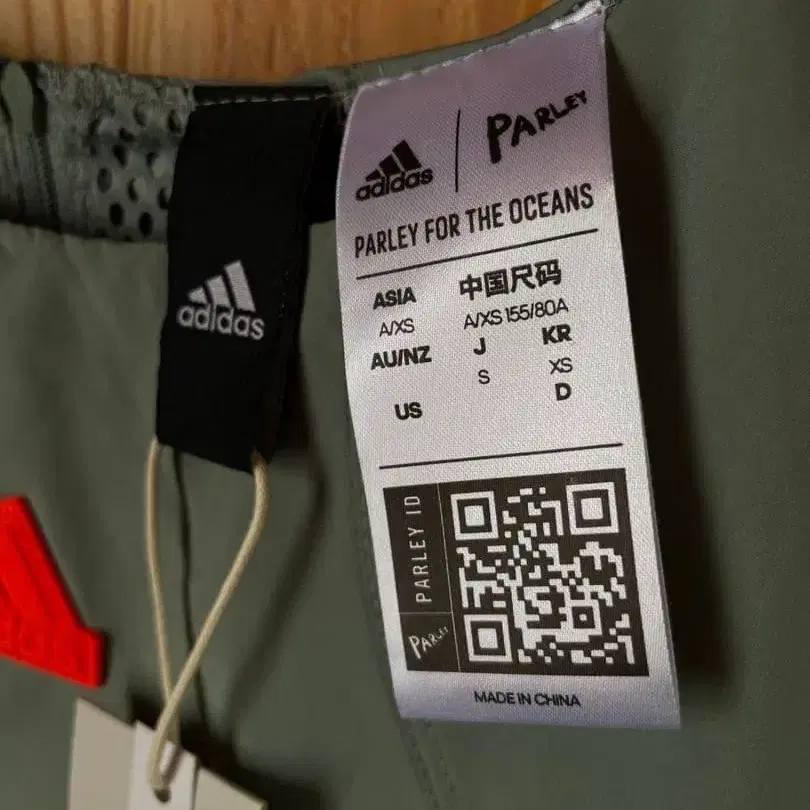 adidas
adidas
PARLEY
PARLEY FOR THE OCEANS
ASIA 中国尺码
A/XS A/XS 155/80A
AU/NZ J KR
S XS
US D
PARLEY ID
PARLEY
MADE IN CHINA